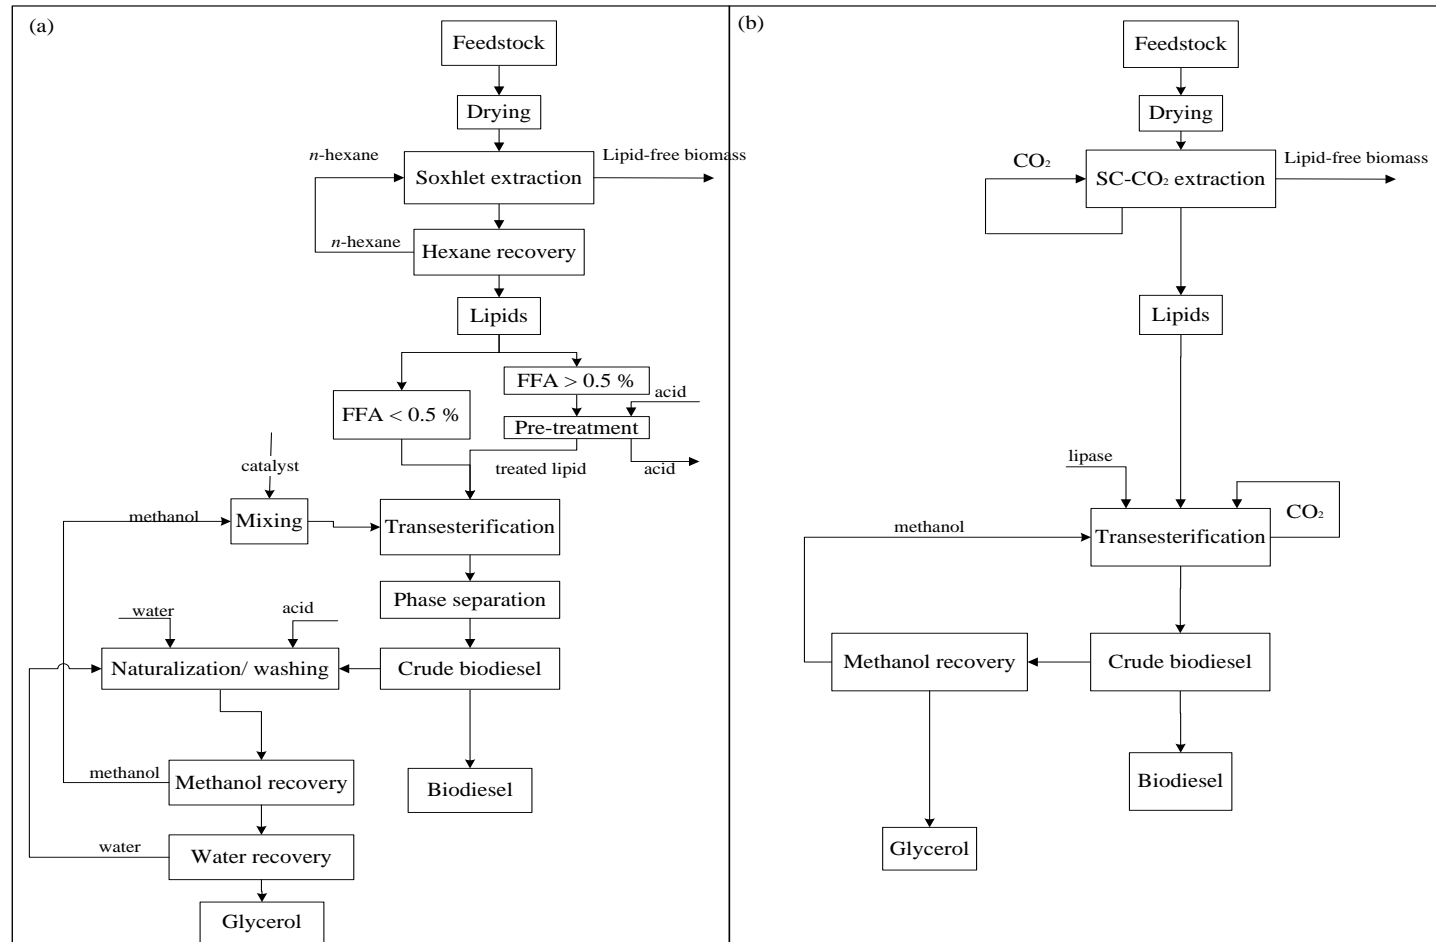 (a)
Feedstock
Drying
n-hexane
Soxhlet extraction
Lipid-free biomass
n-hexane
Hexane recovery
Lipids
FFA < 0.5 %
FFA > 0.5 %
acid
Pre-treatment
treated lipid
acid
catalyst
methanol
Mixing
Transesterification
Phase separation
water
acid
Naturalization/ washing
Crude biodiesel
methanol
Methanol recovery
Biodiesel
water
Water recovery
Glycerol
(b)
Feedstock
Drying
CO₂
SC-CO₂ extraction
Lipid-free biomass
Lipids
lipase
methanol
Transesterification
CO₂
Methanol recovery
Crude biodiesel
Biodiesel
Glycerol